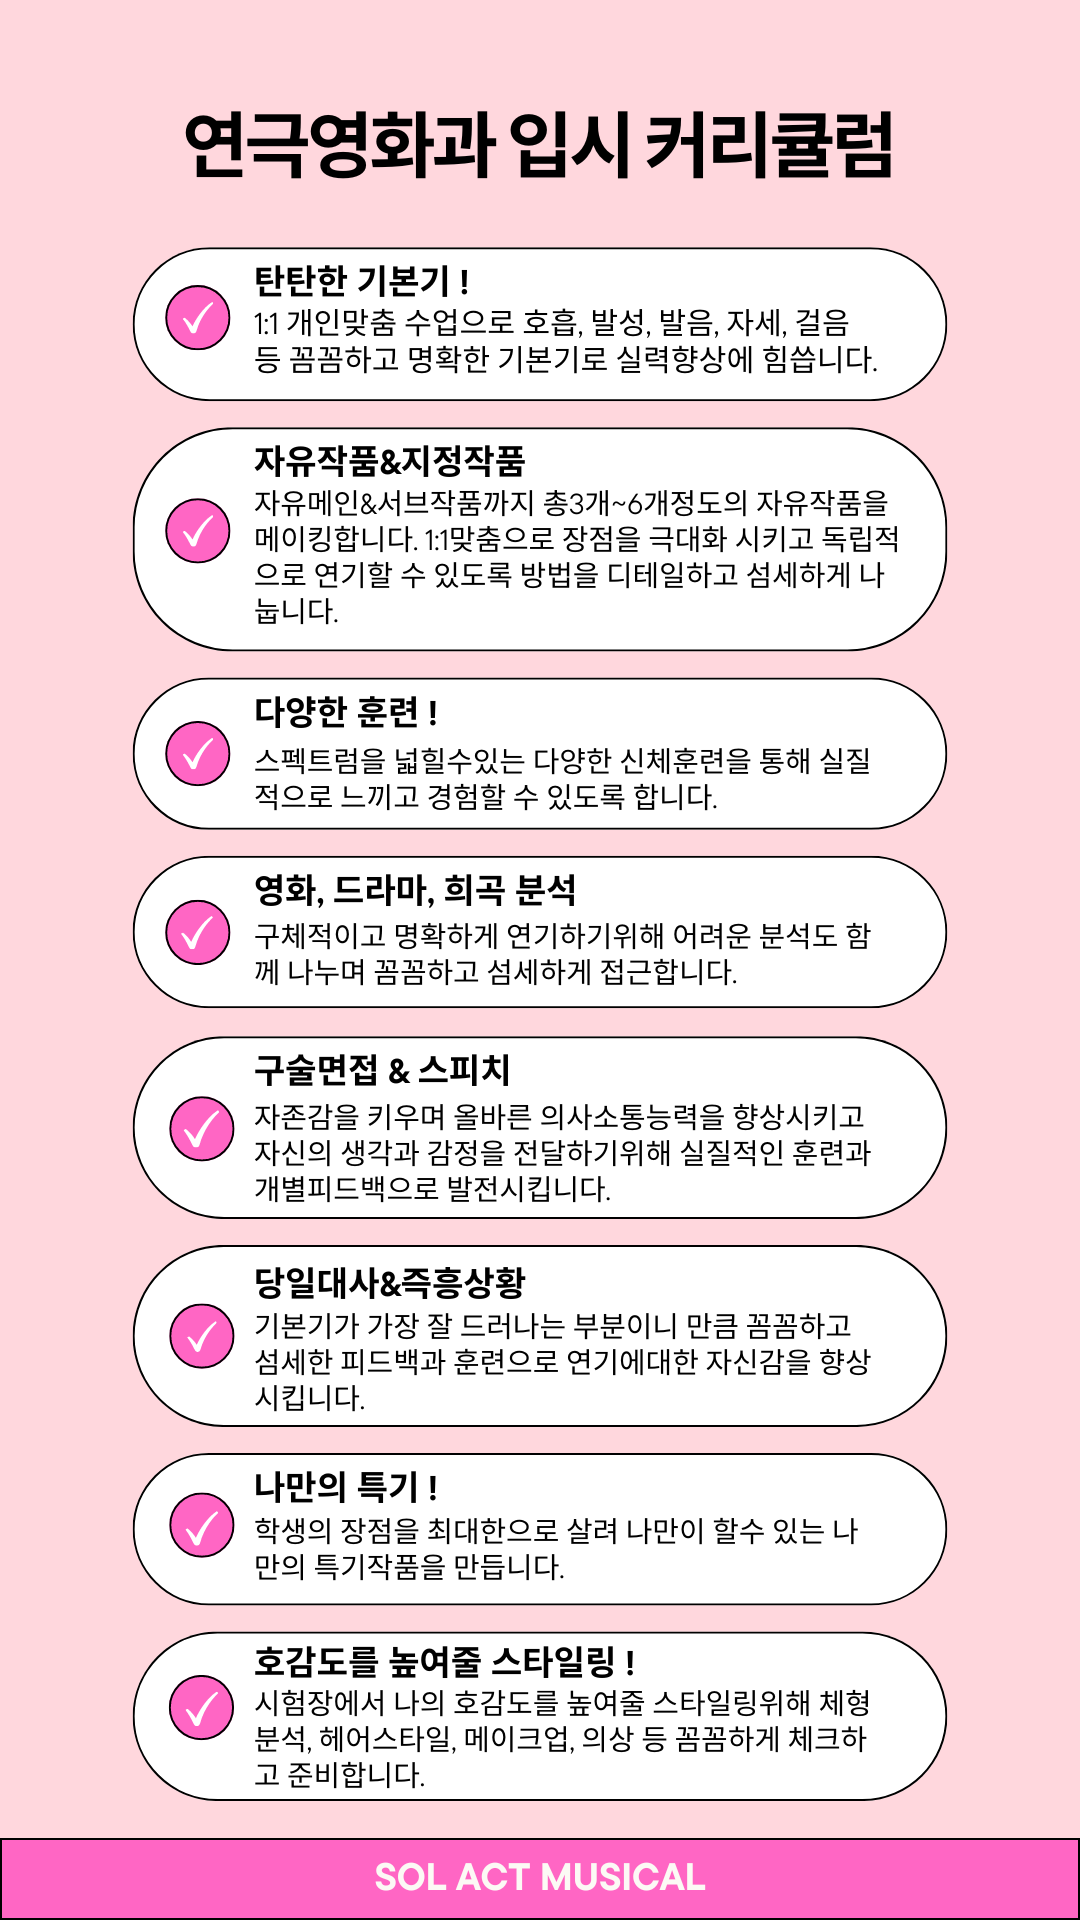 연극영화과 입시 커리큘럼
탄탄한 기본기 !
1:1 개인맞춤 수업으로 호흡, 발성, 발음, 자세, 걸음
등 꼼꼼하고 명확한 기본기로 실력향상에 힘씁니다.
자유작품&지정작품
자유메인&서브작품까지 총3개~6개정도의 자유작품을
메이킹합니다. 1:1맞춤으로 장점을 극대화 시키고 독립적
으로 연기할 수 있도록 방법을 디테일하고 섬세하게 나
눕니다.
다양한 훈련 !
스펙트럼을 넓힐수있는 다양한 신체훈련을 통해 실질
적으로 느끼고 경험할 수 있도록 합니다.
영화, 드라마, 희곡 분석
구체적이고 명확하게 연기하기위해 어려운 분석도 함
께 나누며 꼼꼼하고 섬세하게 접근합니다.
구술면접 & 스피치
자존감을 키우며 올바른 의사소통능력을 향상시키고
자신의 생각과 감정을 전달하기위해 실질적인 훈련과
개별피드백으로 발전시킵니다.
당일대사&즉흥상황
기본기가 가장 잘 드러나는 부분이니 만큼 꼼꼼하고
섬세한 피드백과 훈련으로 연기에대한 자신감을 향상
시킵니다.
나만의 특기 !
학생의 장점을 최대한으로 살려 나만이 할수 있는 나
만의 특기작품을 만듭니다.
호감도를 높여줄 스타일링 !
시험장에서 나의 호감도를 높여줄 스타일링위해 체형
분석, 헤어스타일, 메이크업, 의상 등 꼼꼼하게 체크하
고 준비합니다.
SOL ACT MUSICAL